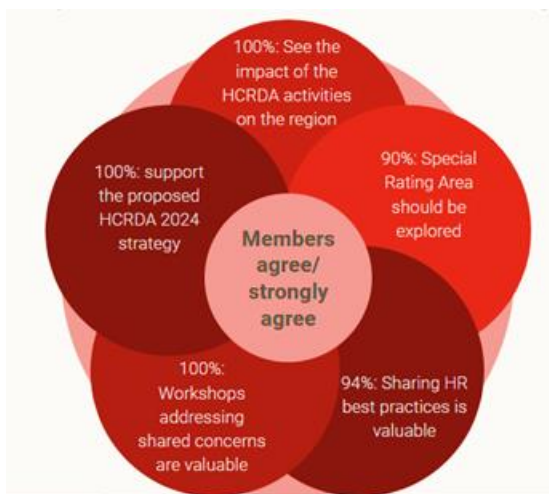 100%: See the
impact of the
HCRDA activities
on the region
100%: support
the proposed
HCRDA 2024
strategy
90%: Special
Rating Area
should be
explored
Members
agree/
strongly
agree
100%:
Workshops
addressing
shared concerns
are valuable
94%: Sharing HR
best practices is
valuable